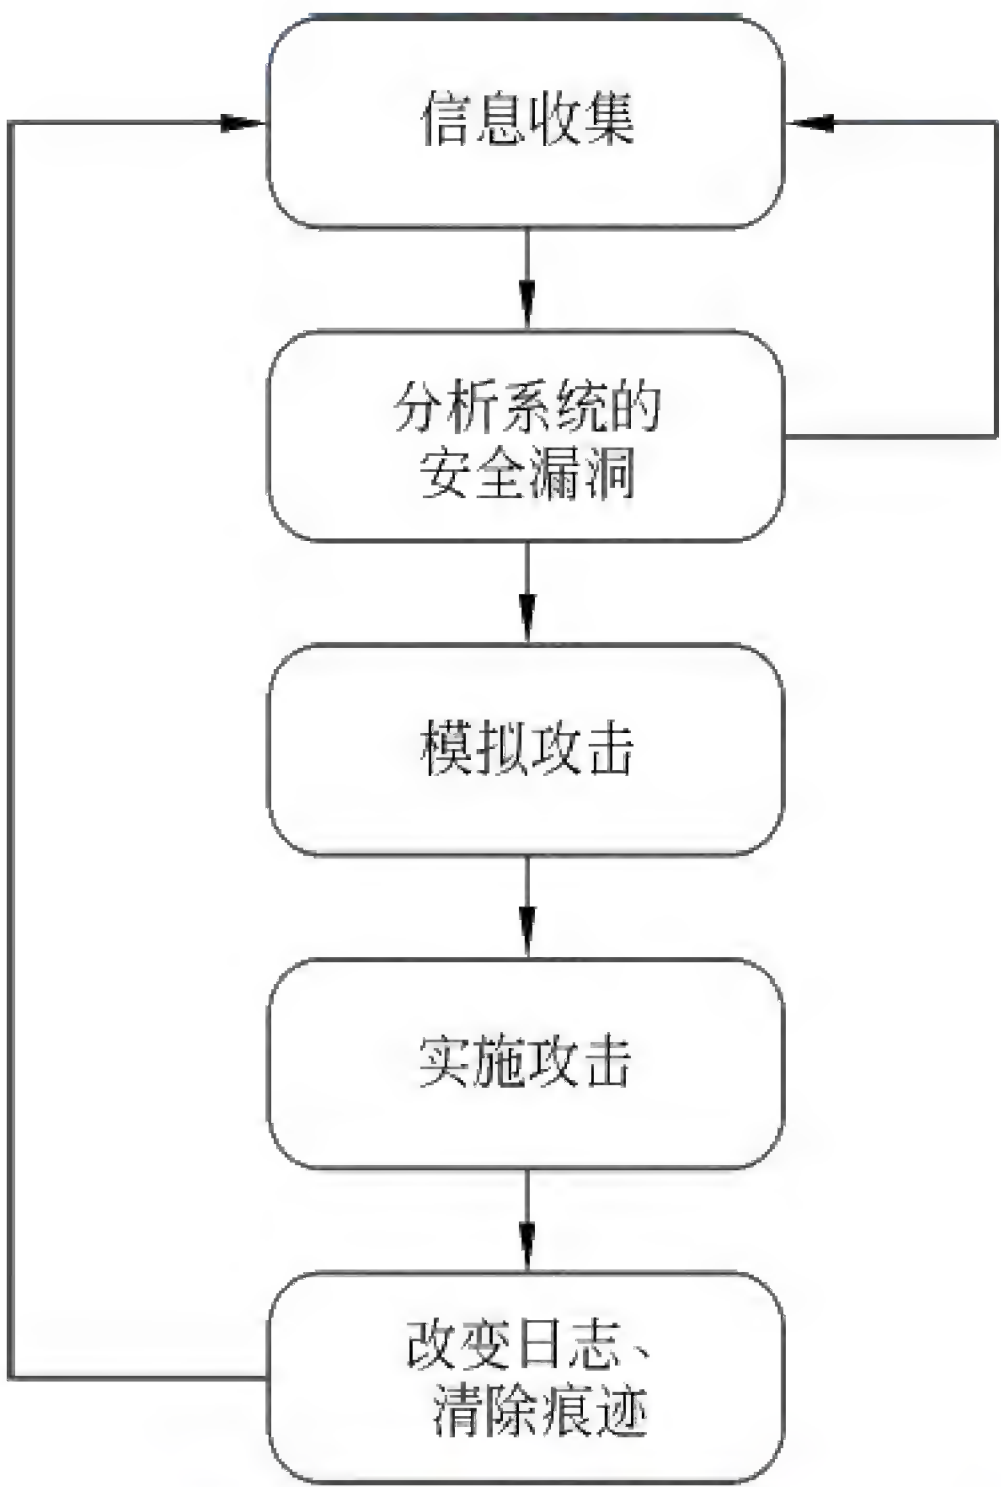 信息收集
分析系统的
安全漏洞
模拟攻击
实施攻击
改变日志、
清除痕迹